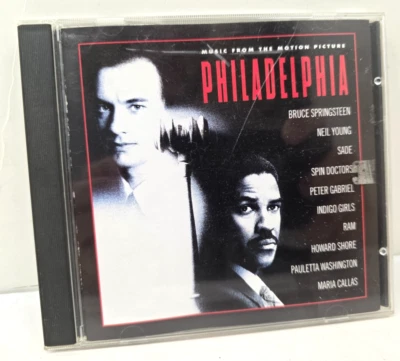 MUSIC FROM THE MOTION PICTURE
PHILADELPHIA
BRUCE SPRINGSTEEN
NEIL YOUNG
SADE
SPIN DOCTORS
PETER GABRIEL
INDIGO GIRLS
RAM
HOWARD SHORE
PAULETTA WASHINGTON
MARIA CALLAS